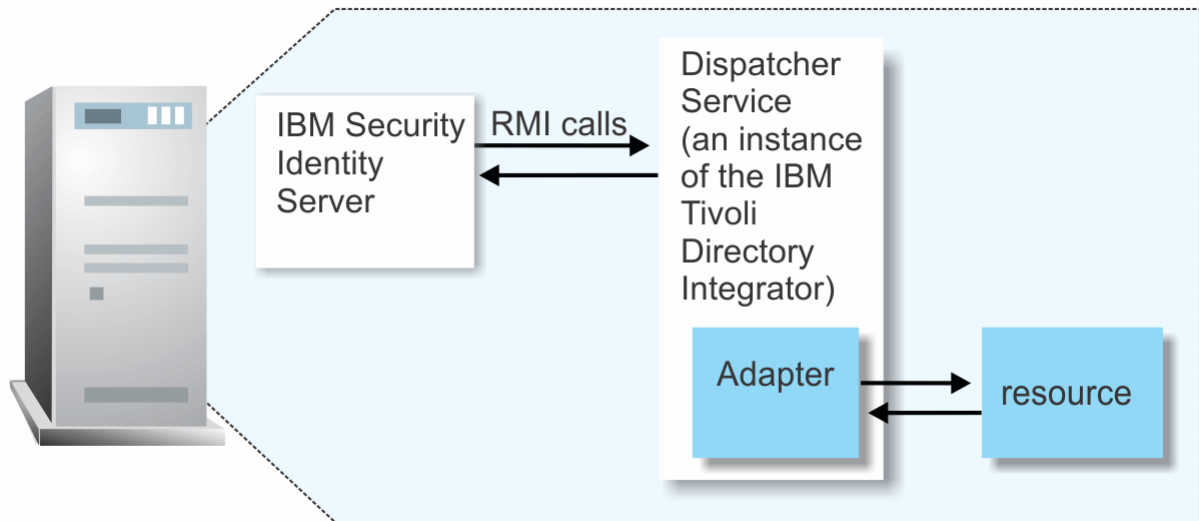 IBM Security
Identity
Server
RMI calls
Dispatcher
Service
(an instance
of the IBM
Tivoli
Directory
Integrator)
Adapter
resource